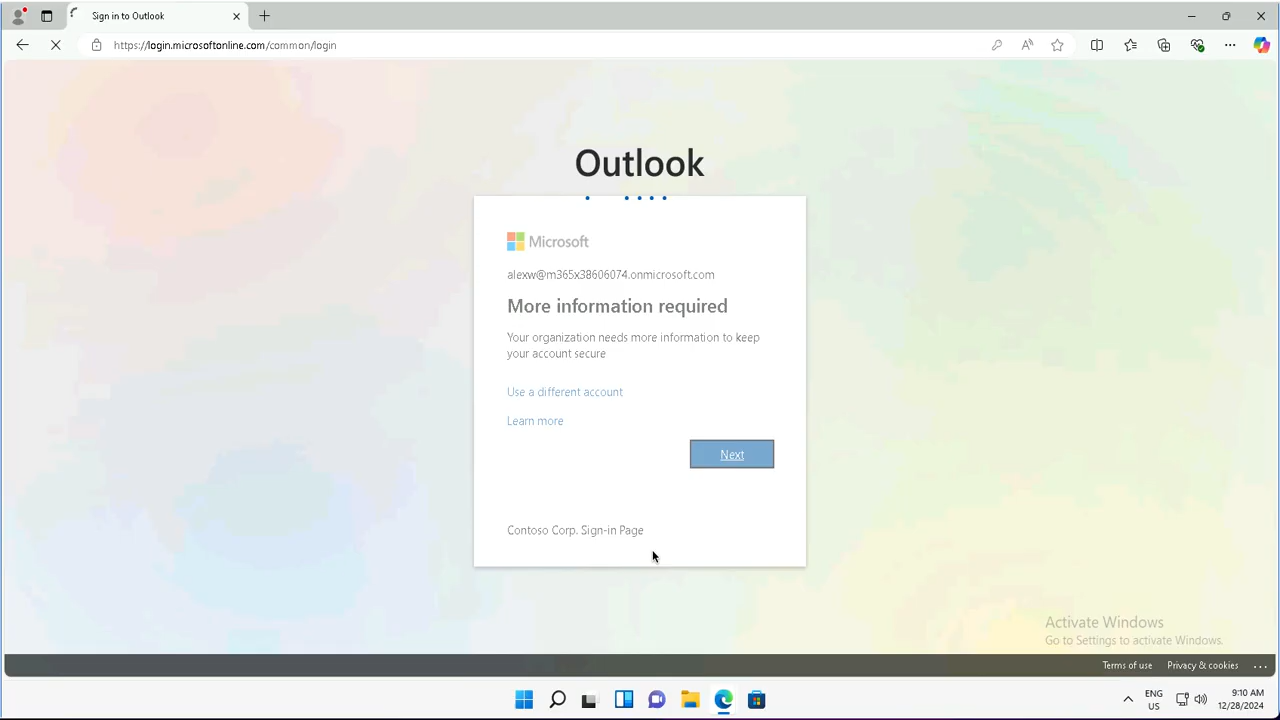 Sign in to Outlook
https://login.microsoftonline.com/common/login
Outlook
Microsoft
alexw@m365x38606074.onmicrosoft.com
More information required
Your organization needs more information to keep
your account secure
Use a different account
Learn more
Next
Contoso Corp. Sign-in Page
Activate Windows
Go to Settings to activate Windows.
Terms of use
Privacy & cookies
...
ENG
US
9:10 AM
12/28/2024